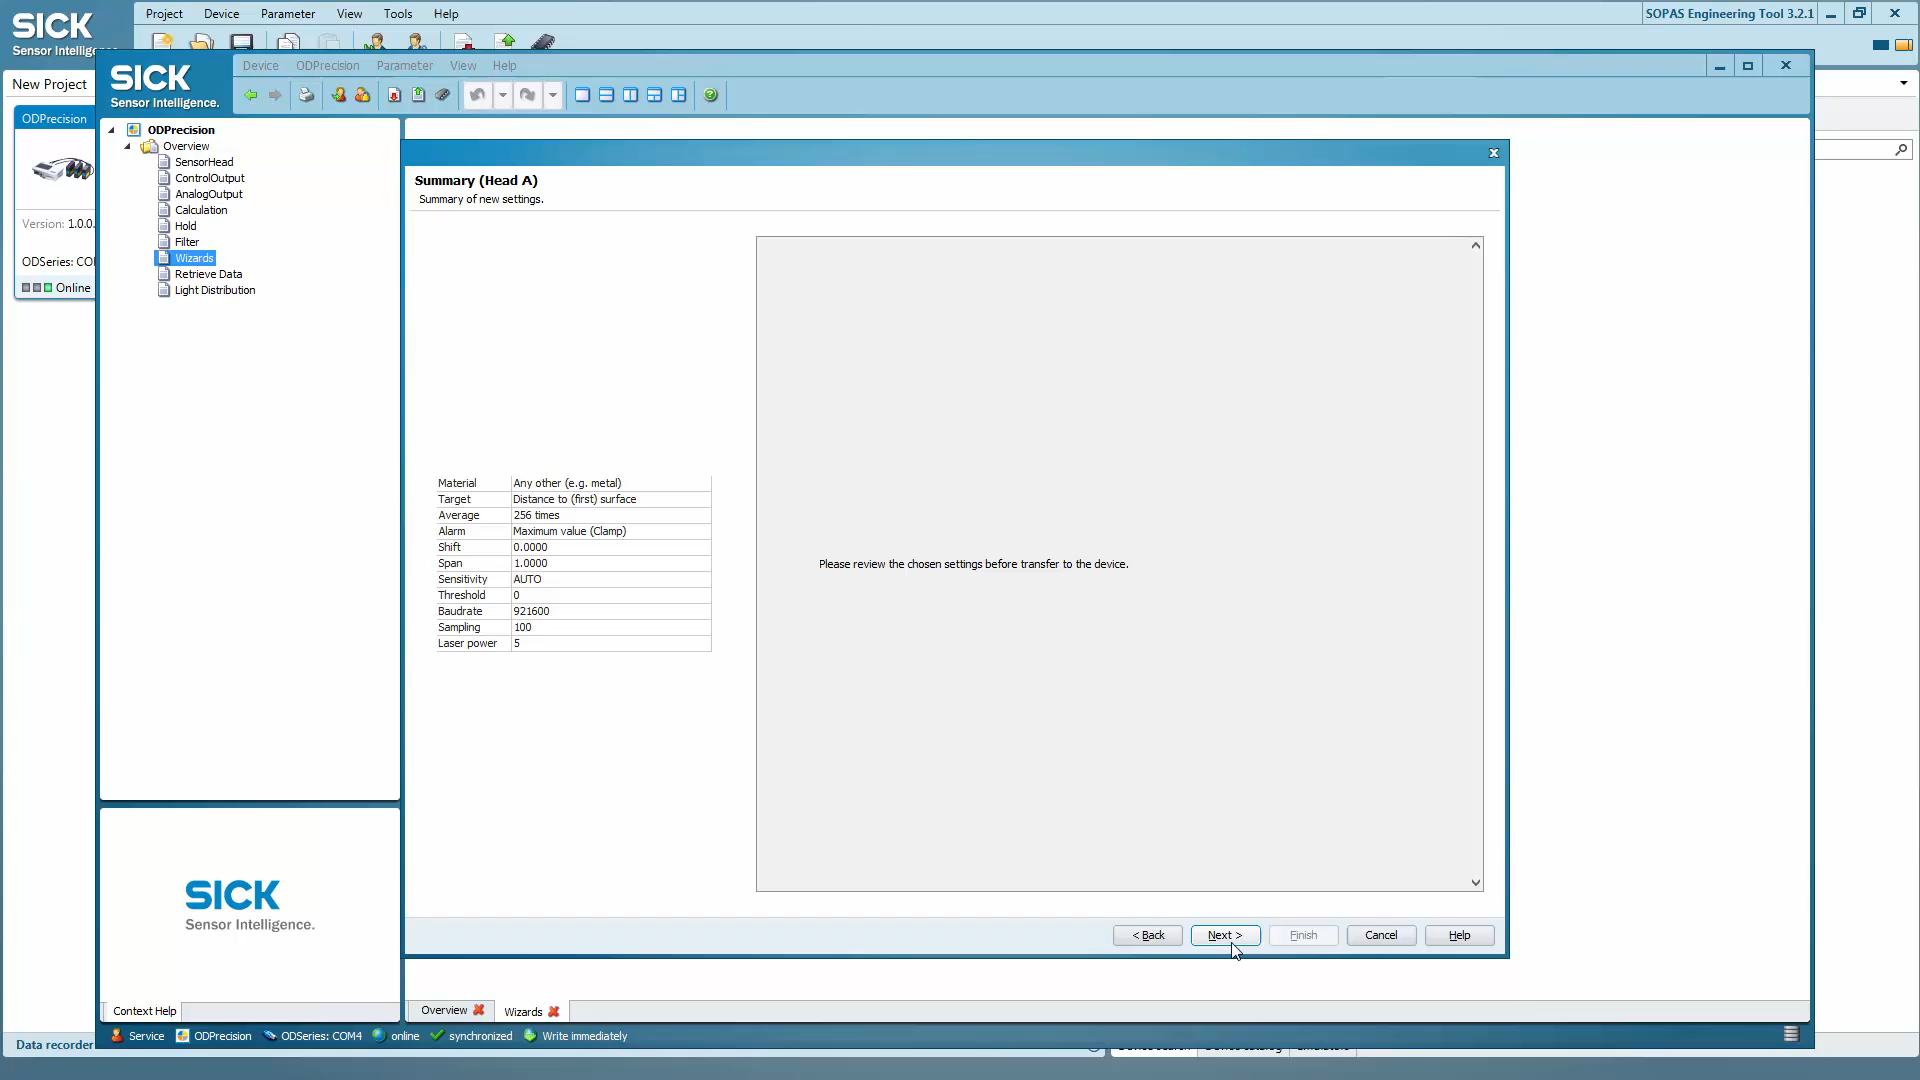 SICK
Sensor Intelligence.
Project Device Parameter View Tools Help
SOPAS Engineering Tool 3.2.1
New Project
SICK
Sensor Intelligence.
Device ODPrecision Parameter View Help
ODPrecision
Version: 1.0.0.
ODSeries: CO
Online
ODPrecision
Overview
SensorHead
ControlOutput
AnalogOutput
Calculation
Hold
Filter
Wizards
Retrieve Data
Light Distribution
Summary (Head A)
Summary of new settings.
Material Any other (e.g. metal)
Target Distance to (first) surface
Average 256 times
Alarm Maximum value (Clamp)
Shift 0.0000
Span 1.0000
Sensitivity AUTO
Threshold 0
Baudrate 921600
Sampling 100
Laser power 5
Please review the chosen settings before transfer to the device.
< Back Next > Finish Cancel Help
SICK
Sensor Intelligence.
Context Help
Overview Wizards
Service ODPrecision ODSeries: COM4 online synchronized Write immediately
Data recorder